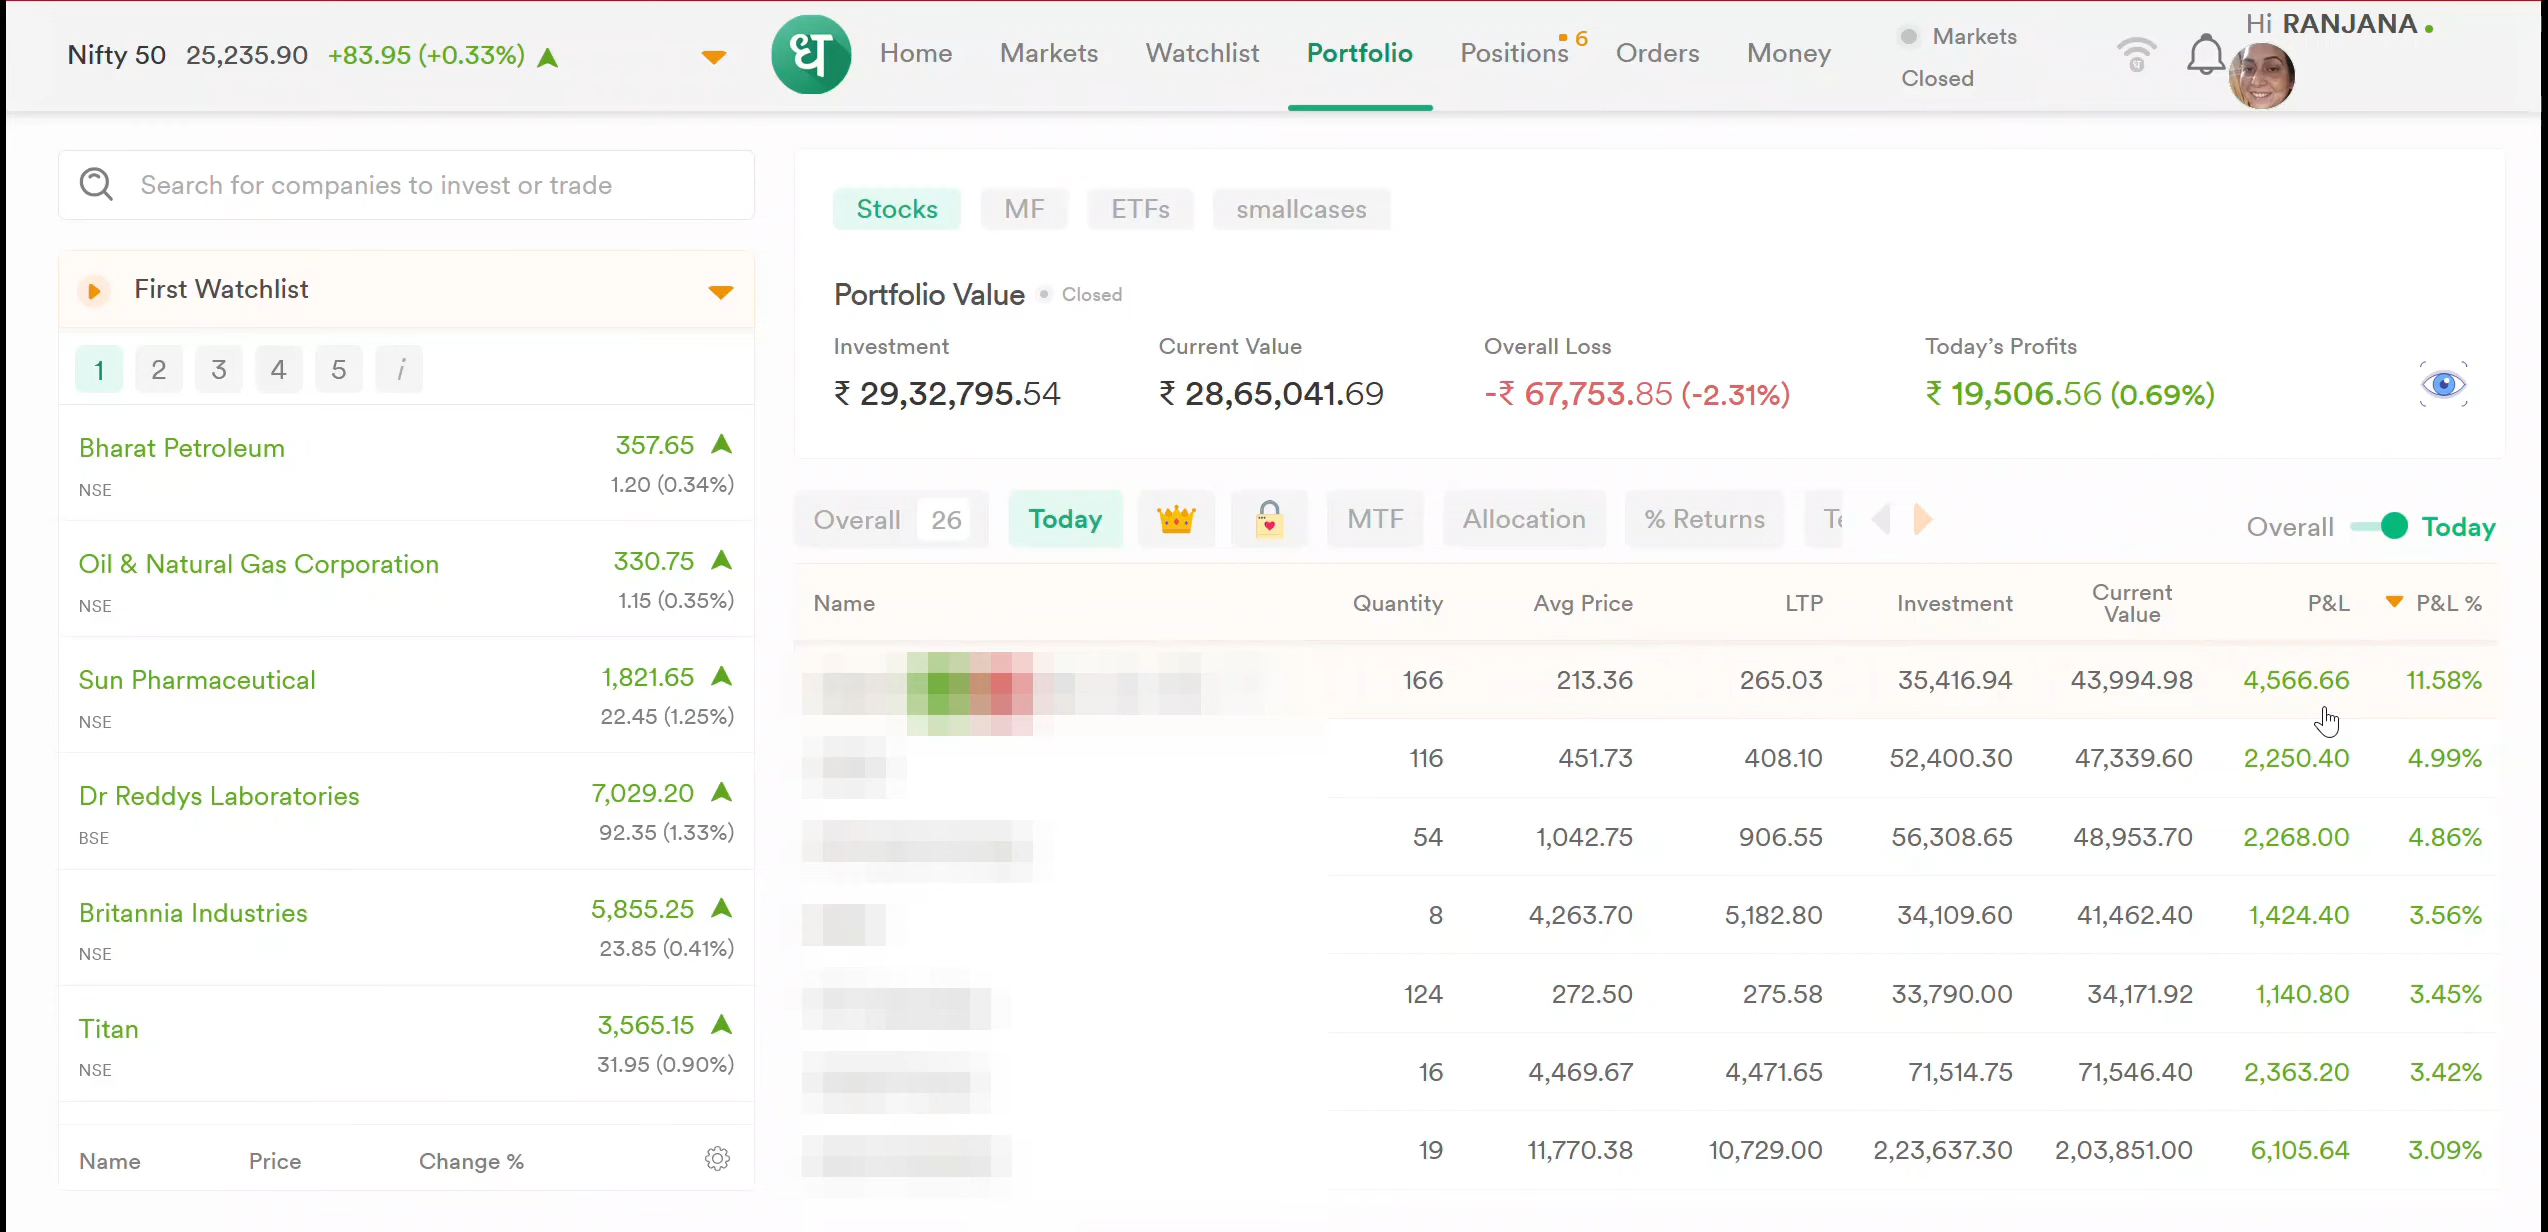 Nifty 50 25,235.90 +83.95 (+0.33%)
ध Home Markets Watchlist Portfolio Positions 6 Orders Money
Markets
Closed
Hi RANJANA
Search for companies to invest or trade
First Watchlist
1 2 3 4 5 i
Bharat Petroleum 357.65
NSE 1.20 (0.34%)
Oil & Natural Gas Corporation 330.75
NSE 1.15 (0.35%)
Sun Pharmaceutical 1,821.65
NSE 22.45 (1.25%)
Dr Reddys Laboratories 7,029.20
BSE 92.35 (1.33%)
Britannia Industries 5,855.25
NSE 23.85 (0.41%)
Titan 3,565.15
NSE 31.95 (0.90%)
Name Price Change %
Stocks MF ETFs smallcases
Portfolio Value Closed
Investment Current Value Overall Loss Today's Profits
₹ 29,32,795.54 ₹ 28,65,041.69 -₹ 67,753.85 (-2.31%) ₹ 19,506.56 (0.69%)
Overall 26 Today MTF Allocation % Returns Te
Overall Today
Name Quantity Avg Price LTP Investment Current Value P&L P&L %
166 213.36 265.03 35,416.94 43,994.98 4,566.66 11.58%
116 451.73 408.10 52,400.30 47,339.60 2,250.40 4.99%
54 1,042.75 906.55 56,308.65 48,953.70 2,268.00 4.86%
8 4,263.70 5,182.80 34,109.60 41,462.40 1,424.40 3.56%
124 272.50 275.58 33,790.00 34,171.92 1,140.80 3.45%
16 4,469.67 4,471.65 71,514.75 71,546.40 2,363.20 3.42%
19 11,770.38 10,729.00 2,23,637.30 2,03,851.00 6,105.64 3.09%